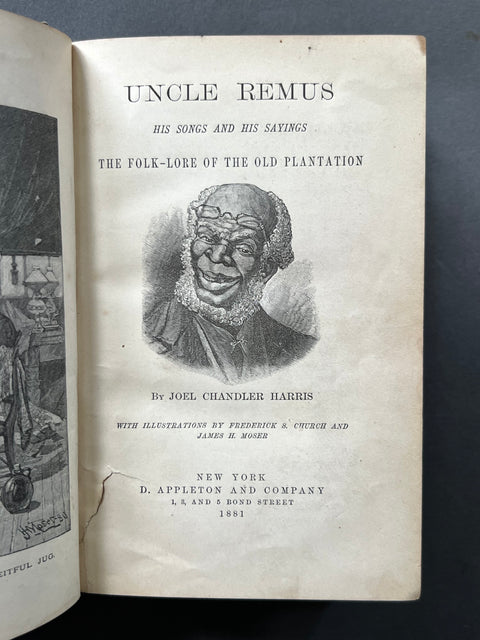 UNCLE REMUS
HIS SONGS AND HIS SAYINGS
THE FOLK-LORE OF THE OLD PLANTATION
By JOEL CHANDLER HARRIS
WITH ILLUSTRATIONS BY FREDERICK S. CHURCH AND
JAMES H. MOSER
NEW YORK
D. APPLETON AND COMPANY
1, 3, AND 5 BOND STREET
1881
EITFUL JUG.